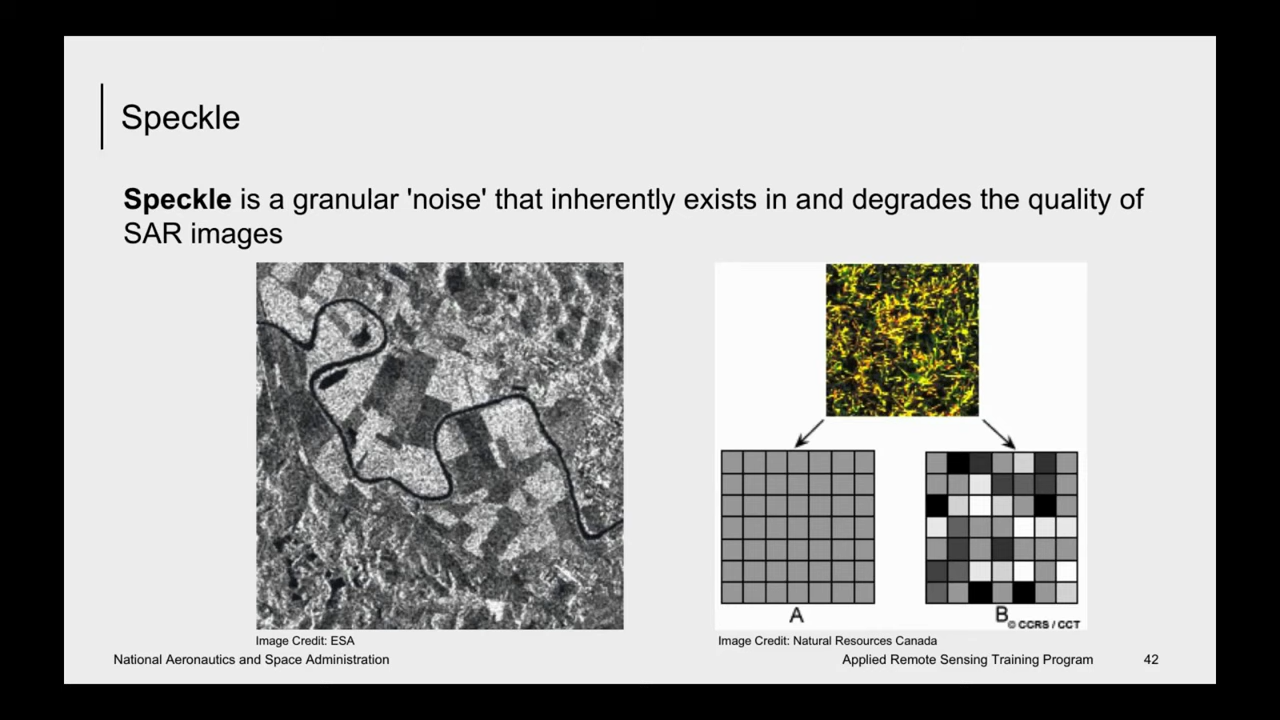 Speckle
Speckle is a granular 'noise' that inherently exists in and degrades the quality of
SAR images
A
B
© CCRS / CCT
Image Credit: ESA
Image Credit: Natural Resources Canada
National Aeronautics and Space Administration
Applied Remote Sensing Training Program
42